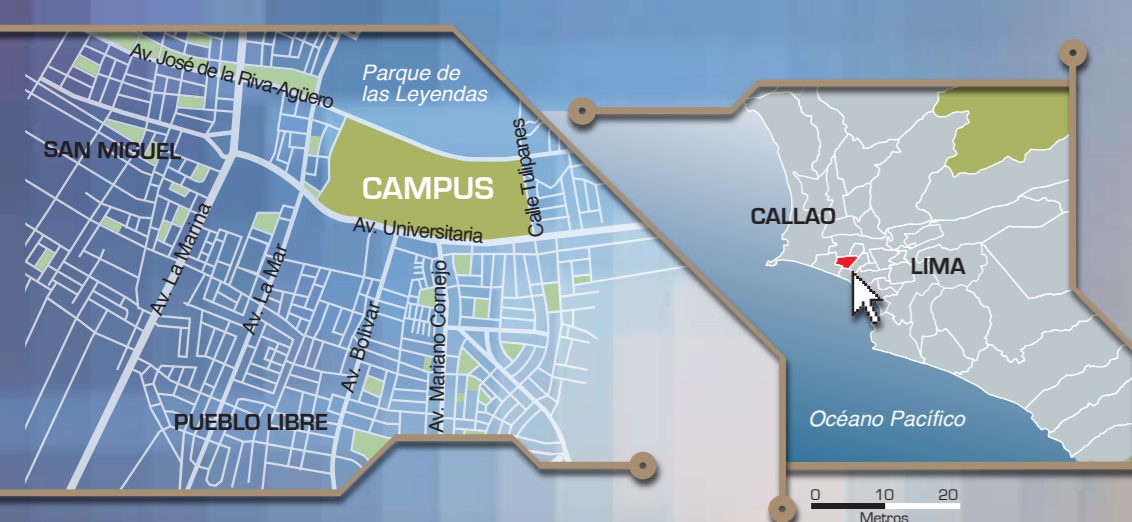 Av. José de la Riva-Agüero
Parque de
las Leyendas
SAN MIGUEL
CAMPUS
Calle Tulipanes
Av. Universitaria
Av. La Marina
Av. La Mar
Av. Bolívar
Av. Mariano Cornejo
PUEBLO LIBRE
CALLAO
LIMA
Océano Pacífico
0 10 20
Metros